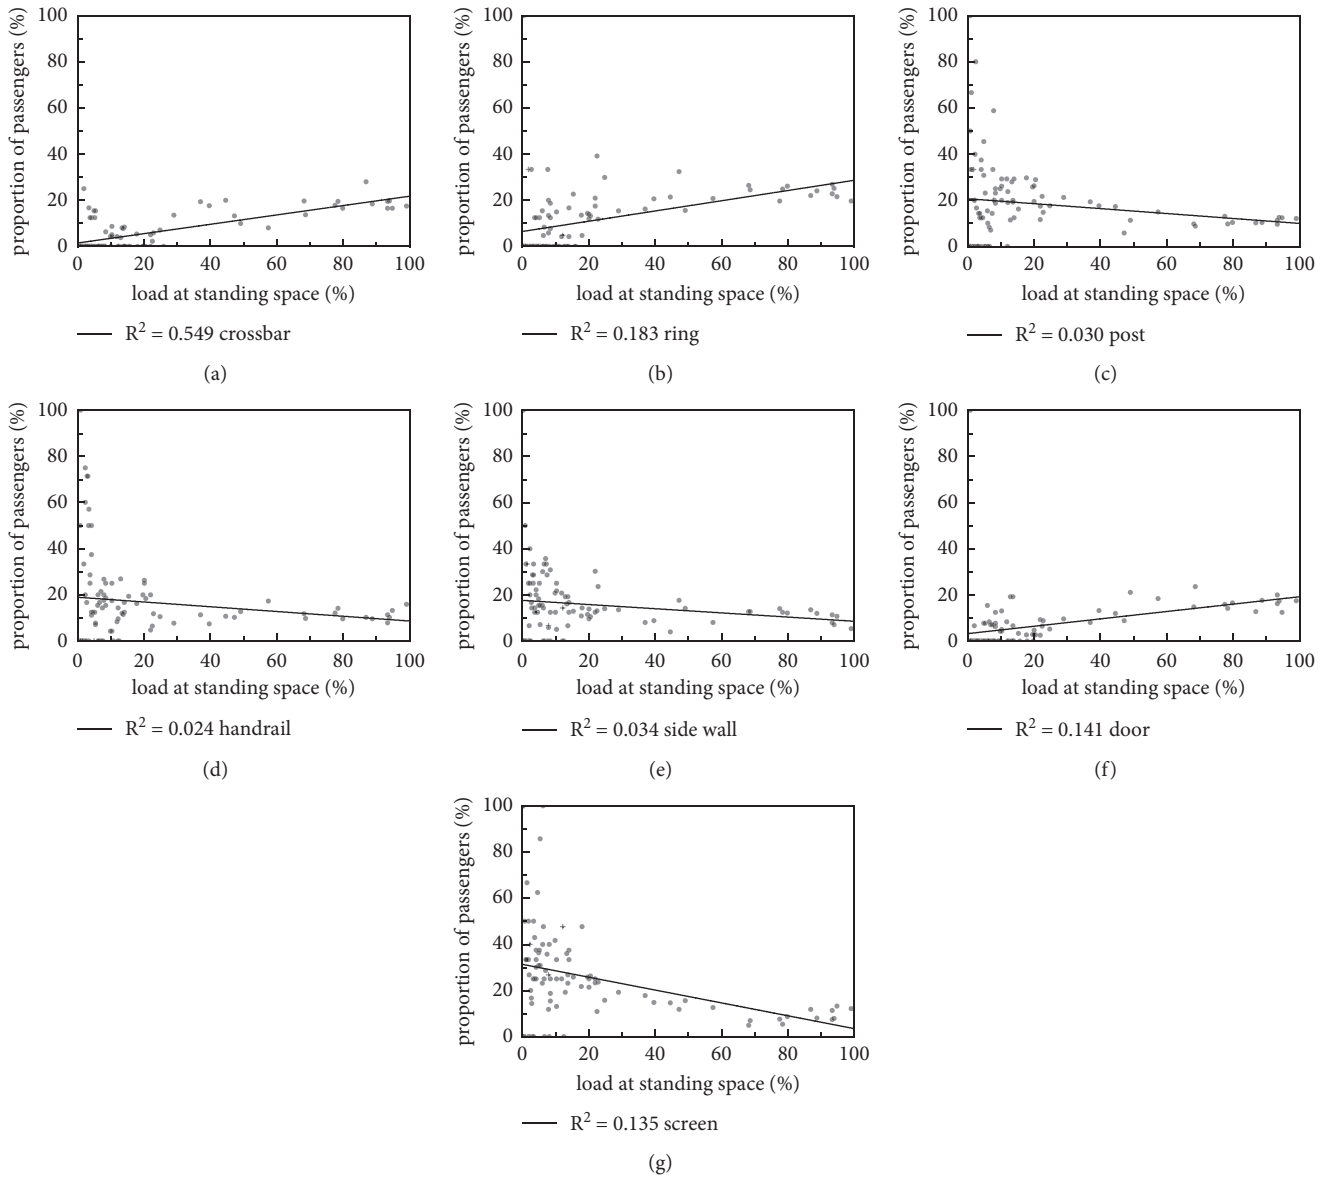 proportion of passengers (%)
100
80
60
40
20
0
0 20 40 60 80 100
load at standing space (%)
R² = 0.549 crossbar
(a)
proportion of passengers (%)
100
80
60
40
20
0
0 20 40 60 80 100
load at standing space (%)
R² = 0.183 ring
(b)
proportion of passengers (%)
100
80
60
40
20
0
0 20 40 60 80 100
load at standing space (%)
R² = 0.030 post
(c)
proportion of passengers (%)
100
80
60
40
20
0
0 20 40 60 80 100
load at standing space (%)
R² = 0.024 handrail
(d)
proportion of passengers (%)
100
80
60
40
20
0
0 20 40 60 80 100
load at standing space (%)
R² = 0.034 side wall
(e)
proportion of passengers (%)
100
80
60
40
20
0
0 20 40 60 80 100
load at standing space (%)
R² = 0.141 door
(f)
proportion of passengers (%)
100
80
60
40
20
0
0 20 40 60 80 100
load at standing space (%)
R² = 0.135 screen
(g)